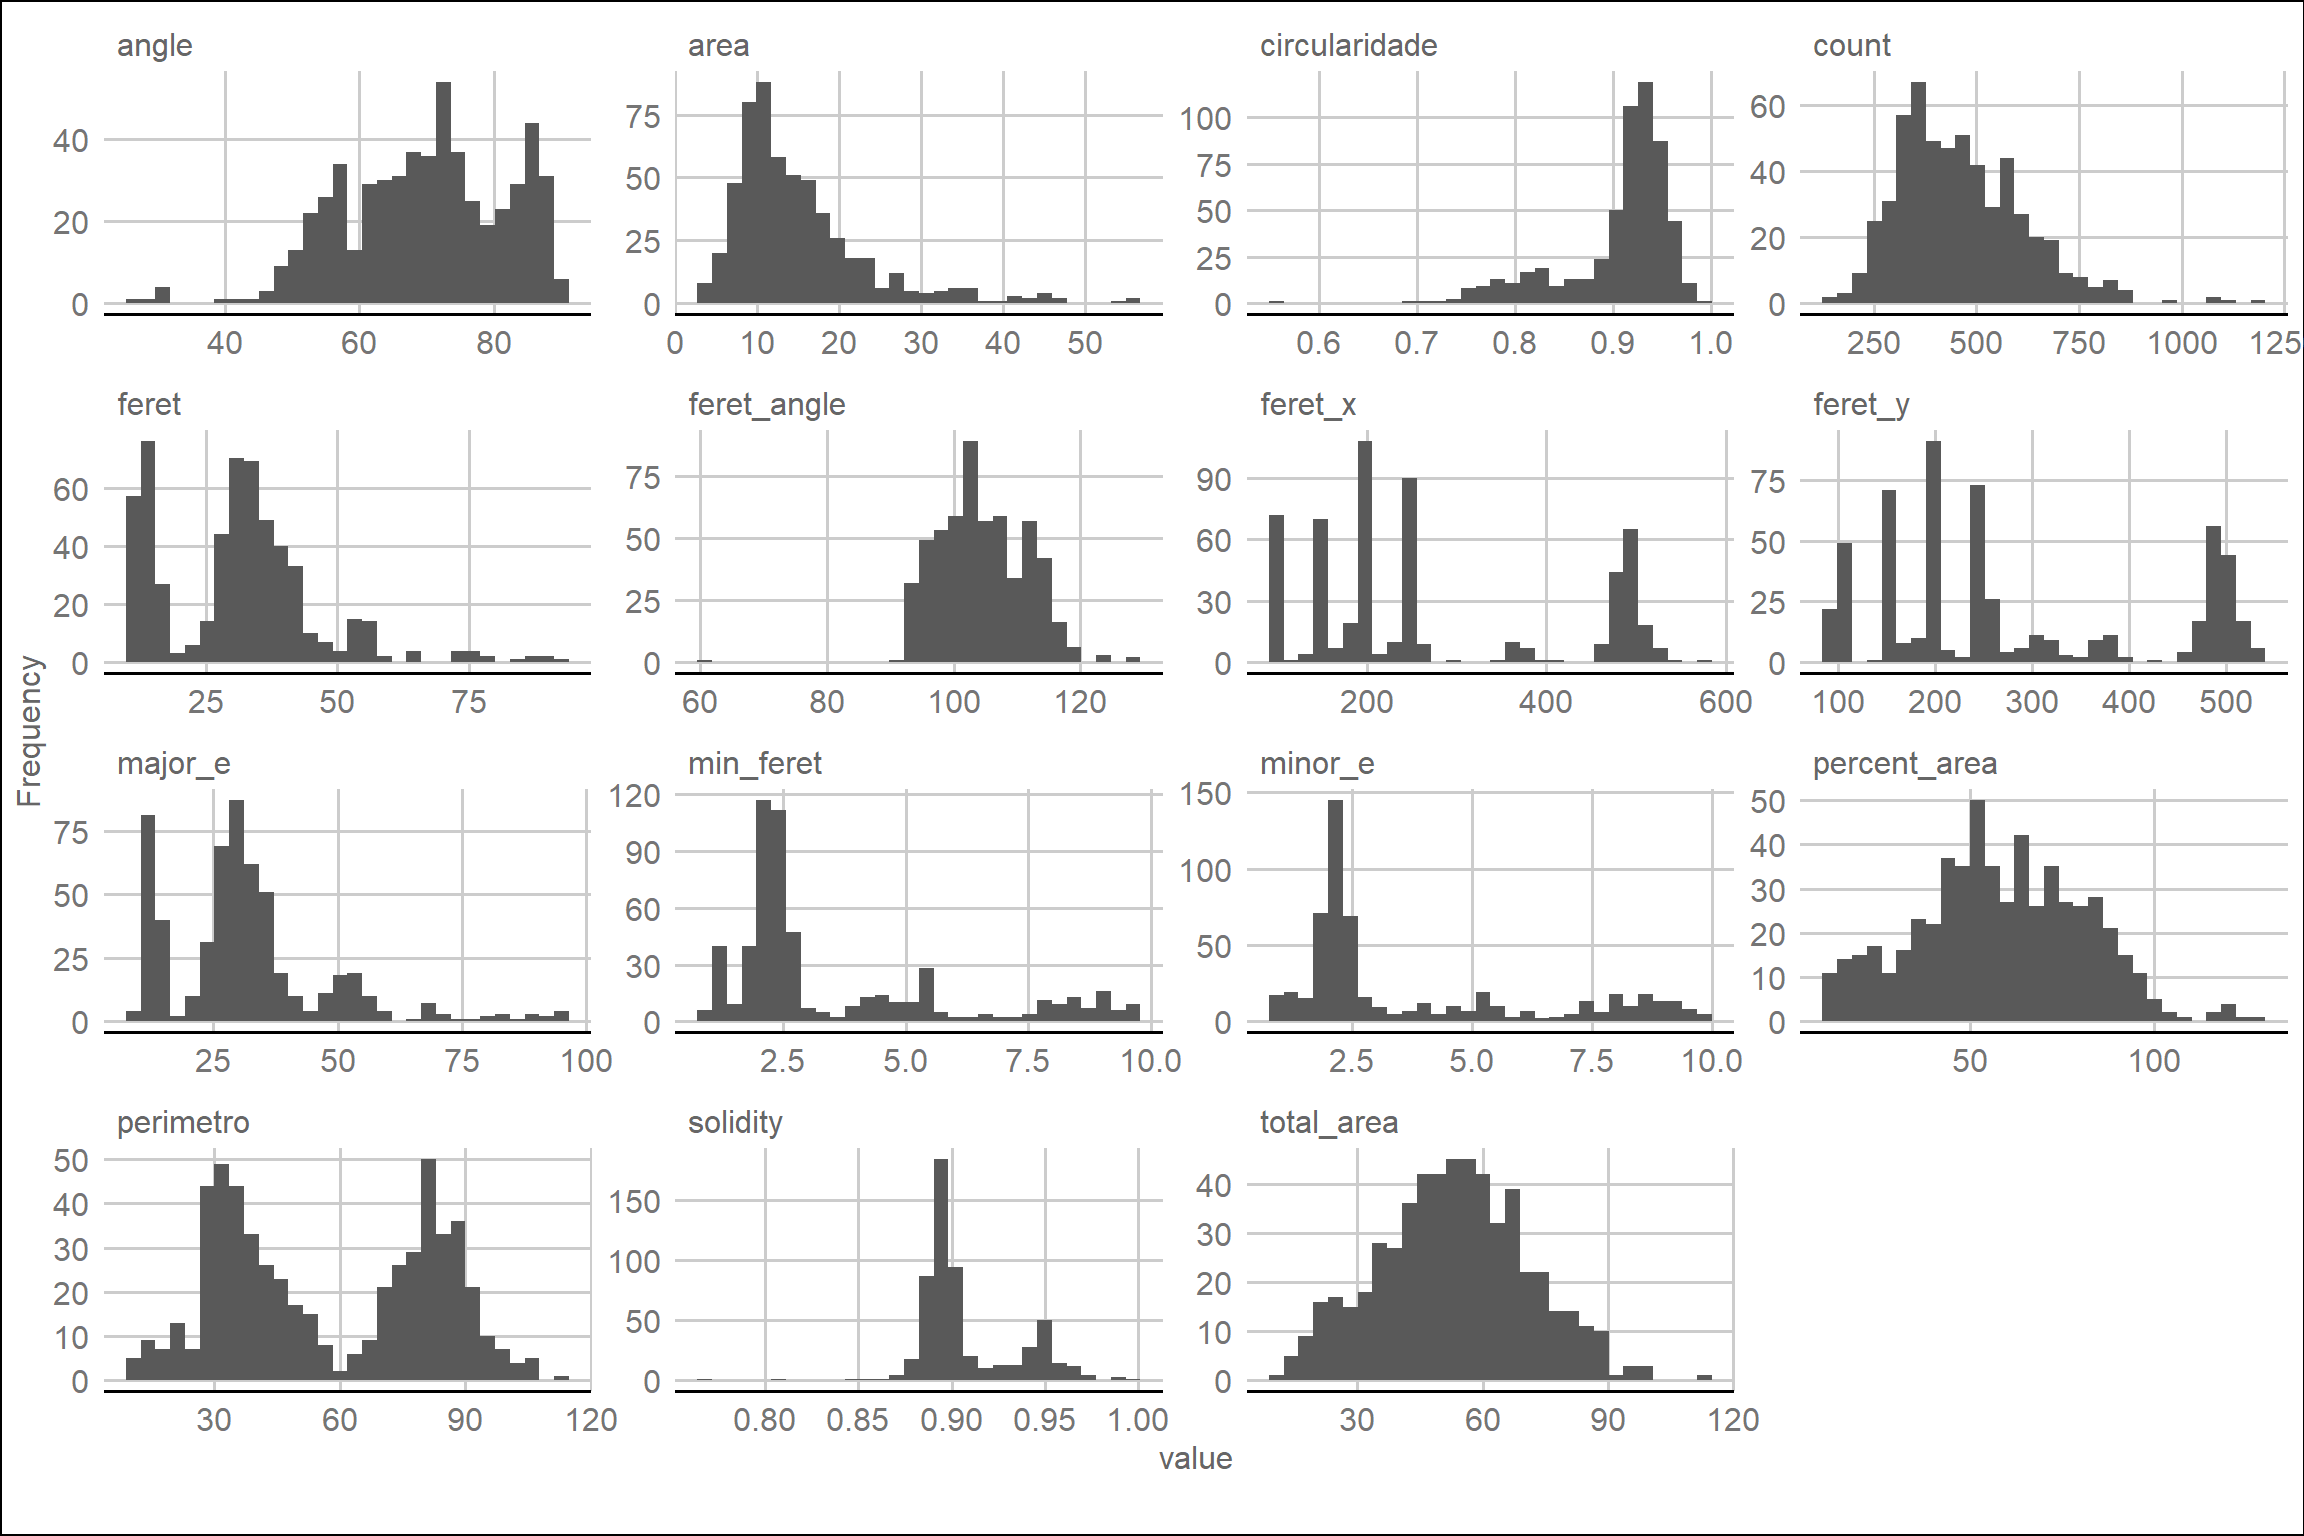 angle area circularidade count
40 20 0
75 50 25 0
100 75 50 25 0
60 40 20 0
40 60 80
0 10 20 30 40 50
0.6 0.7 0.8 0.9 1.0
250 500 750 1000 125
feret feret_angle feret_x feret_y
60 40 20 0
75 50 25 0
90 60 30 0
75 50 25 0
25 50 75
60 80 100 120
200 400 600
100 200 300 400 500
Frequency
major_e min_feret minor_e percent_area
75 50 25 0
120 90 60 30 0
150 100 50 0
50 40 30 20 10 0
25 50 75 100
2.5 5.0 7.5 10.0
2.5 5.0 7.5 10.0
50 100
perimetro solidity total_area
50 40 30 20 10 0
150 100 50 0
40 30 20 10 0
30 60 90 120
0.80 0.85 0.90 0.95 1.00
30 60 90 120
value